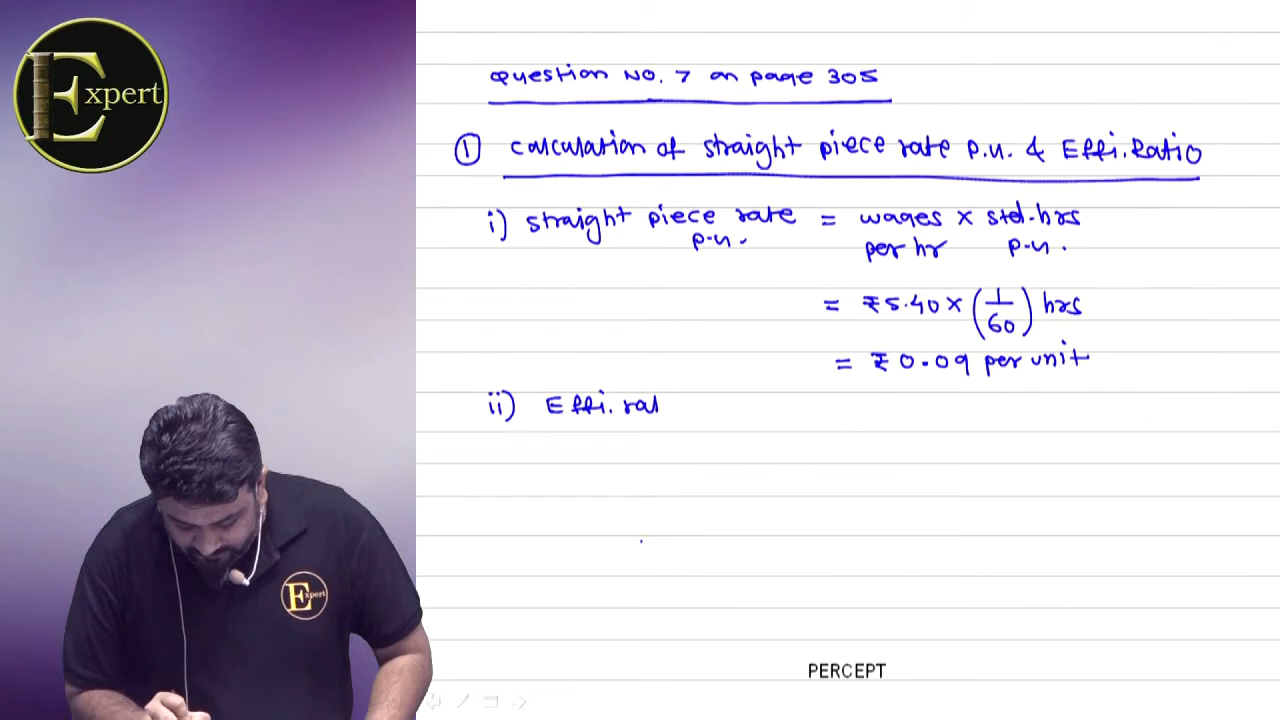 Expert
Question No. 7 on page 305
① Calculation of straight piece rate P.U. & Effi. Ratio
i) straight piece rate p.u. = wages per hr × std. hrs p.u.
= ₹5.40 × (1/60) hrs
= ₹0.09 per unit
ii) Effi. rat
Expert
PERCEPT